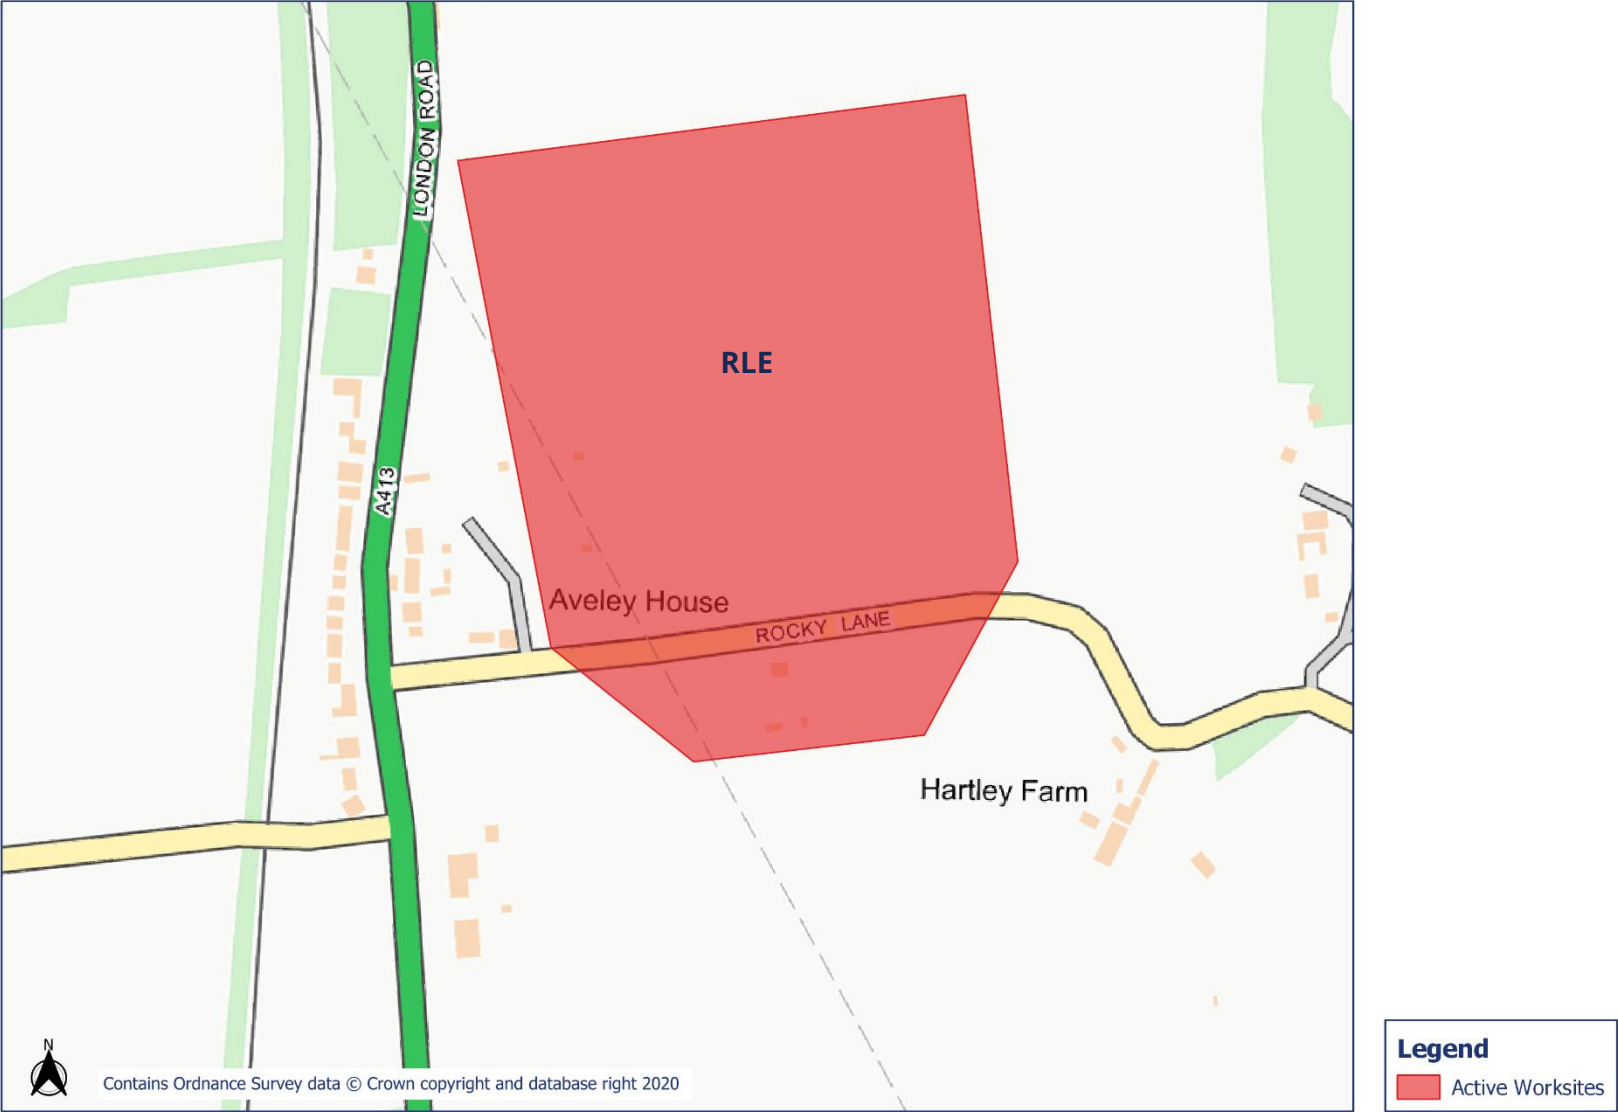 LONDON ROAD
RLE
A413
Aveley House
ROCKY LANE
Hartley Farm
N
Contains Ordnance Survey data © Crown copyright and database right 2020
Legend
Active Worksites